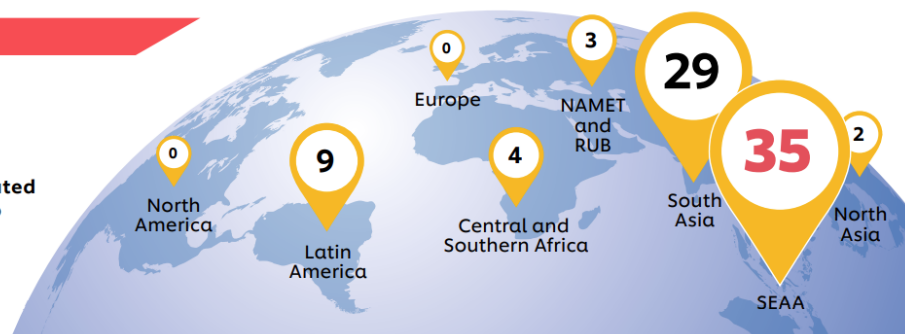 0
Europe
3
NAMET
and
RUB
29
South
Asia
35
SEAA
2
North
Asia
0
North
America
9
Latin
America
4
Central and
Southern Africa